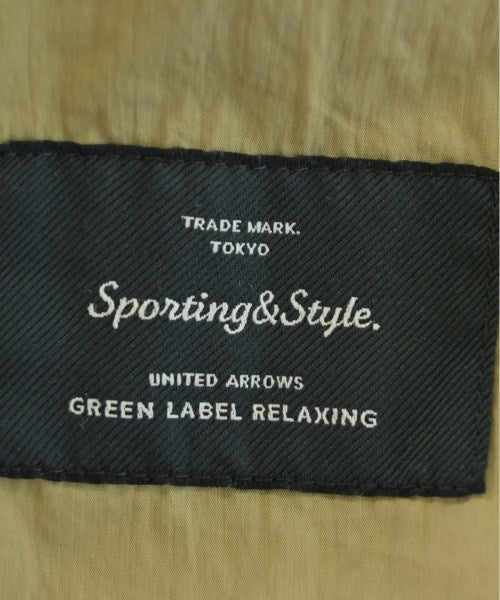 TRADE MARK.
TOKYO
Sporting&Style.
UNITED ARROWS
GREEN LABEL RELAXING